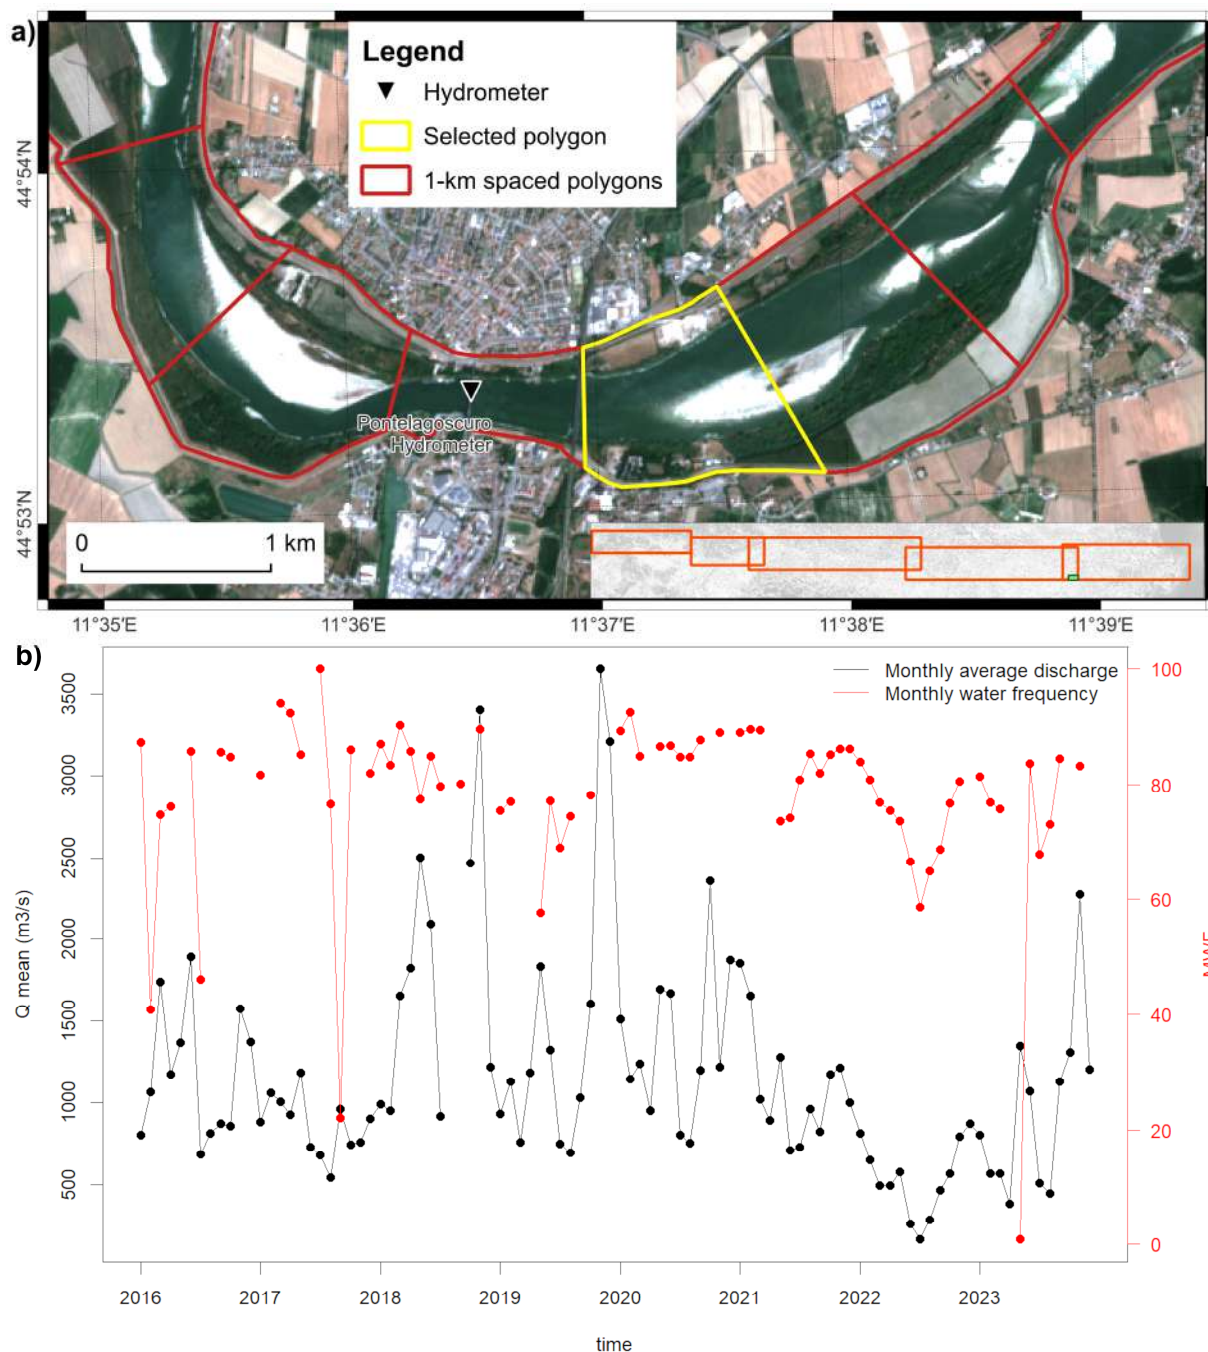 a)
Legend
Hydrometer
Selected polygon
1-km spaced polygons
44°54'N
44°53'N
Pontelagoscuro
Hydrometer
0 1 km
11°35'E 11°36'E 11°37'E 11°38'E 11°39'E
b)
Monthly average discharge
Monthly water frequency
3500
3000
2500
2000
1500
1000
500
Q mean (m3/s)
100
80
60
40
20
0
2016 2017 2018 2019 2020 2021 2022 2023
time